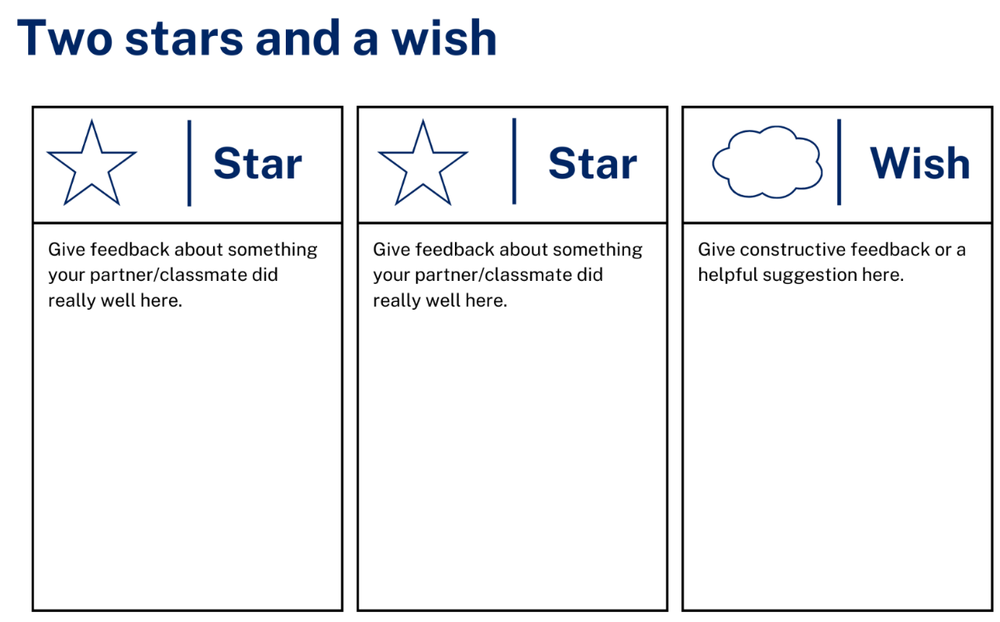 Two stars and a wish
Star
Give feedback about something
your partner/classmate did
really well here.
Star
Give feedback about something
your partner/classmate did
really well here.
Wish
Give constructive feedback or a
helpful suggestion here.